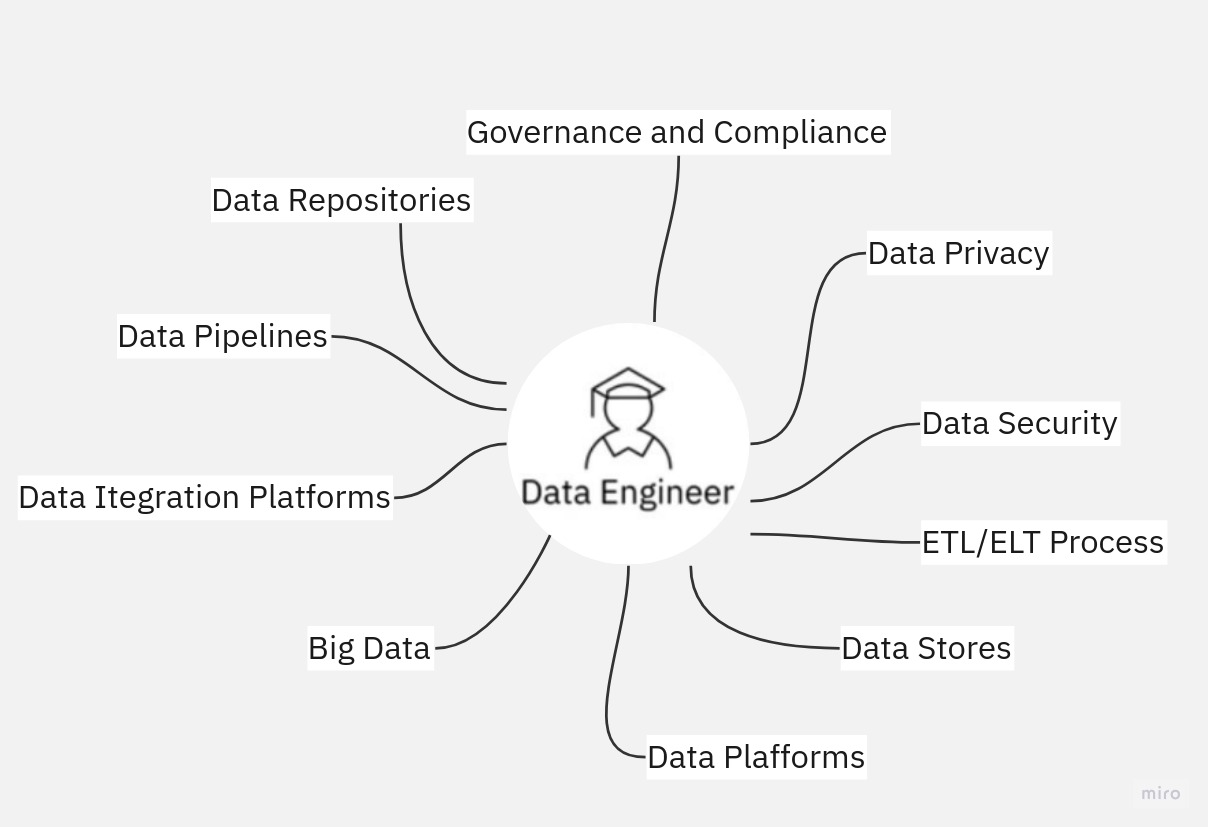 Governance and Compliance
Data Repositories
Data Privacy
Data Pipelines
Data Security
Data Engineer
Data Itegration Platforms
ETL/ELT Process
Big Data
Data Stores
Data Plafforms
miro